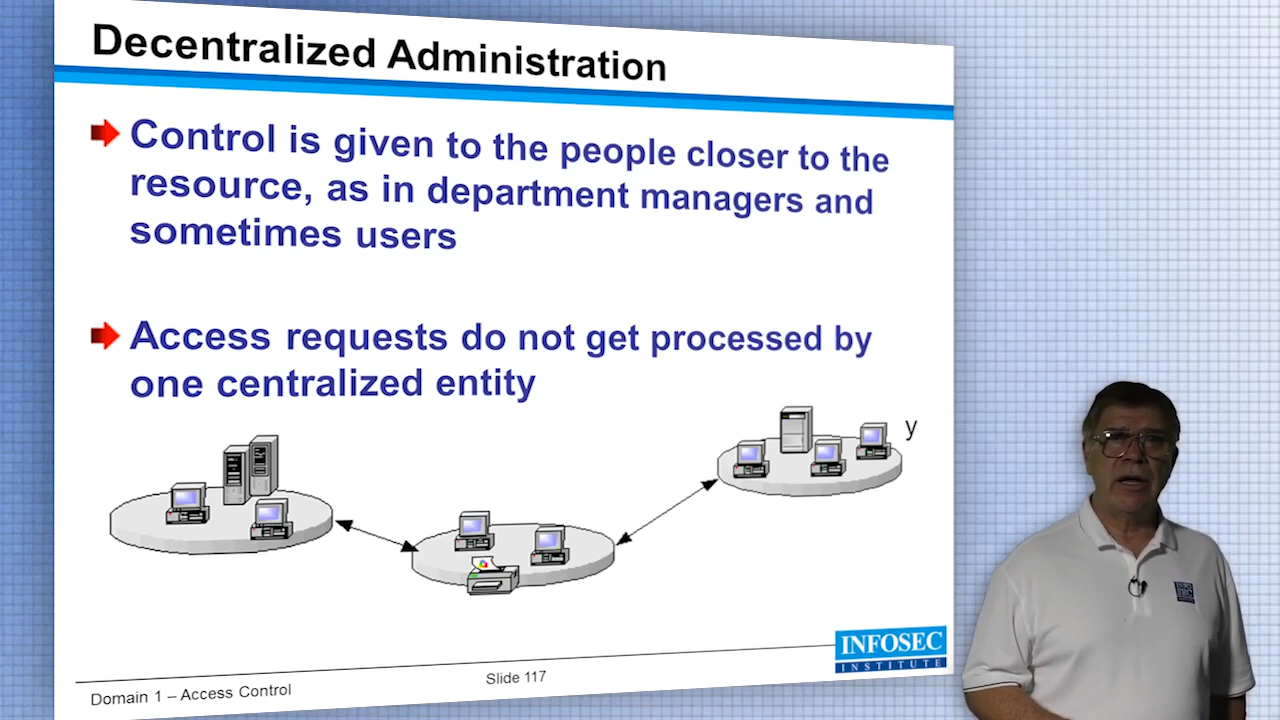 Decentralized Administration
Control is given to the people closer to the
resource, as in department managers and
sometimes users
Access requests do not get processed by
one centralized entity
y
INFOSEC
INSTITUTE
Slide 117
Domain 1 – Access Control